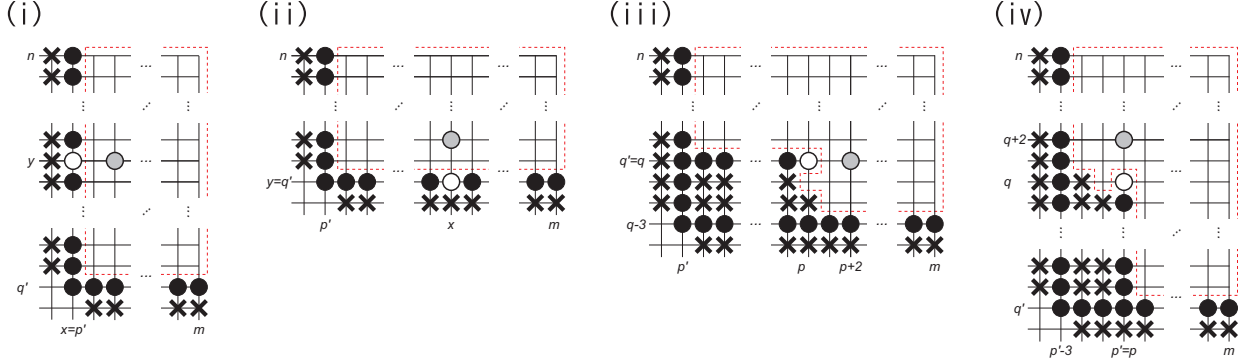 (i) (ii) (iii) (iv)
n
y
q'
x=p' m
n
y=q'
p' x m
n
q'=q
q-3
p' p p+2 m
n
q+2
q
q'
p'-3 p'=p m